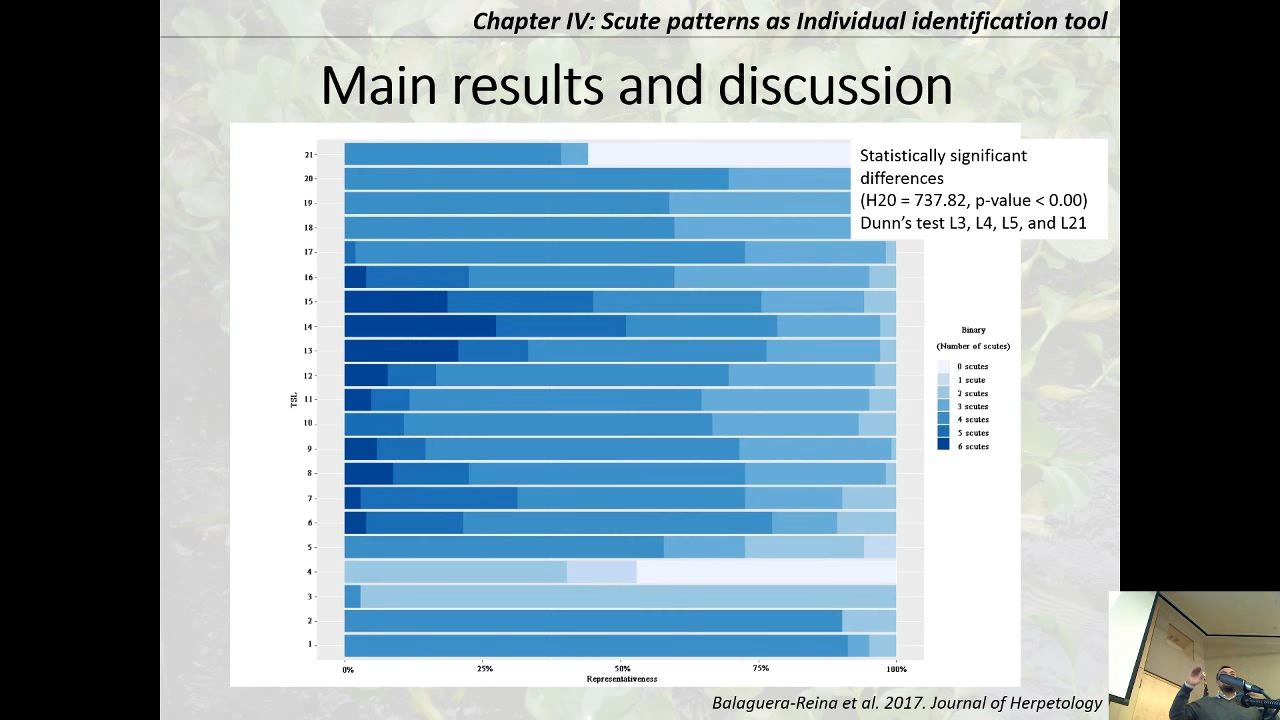 Chapter IV: Scute patterns as Individual identification tool
Main results and discussion
Statistically significant
differences
(H20 = 737.82, p-value < 0.00)
Dunn's test L3, L4, L5, and L21
21
20
19
18
17
16
15
14
13
12
11
10
9
8
7
6
5
4
3
2
1
TSL
0% 25% 50% 75% 100%
Representativeness
Binary
(Number of scutes)
0 scutes
1 scute
2 scutes
3 scutes
4 scutes
5 scutes
6 scutes
Balaguera-Reina et al. 2017. Journal of Herpetology